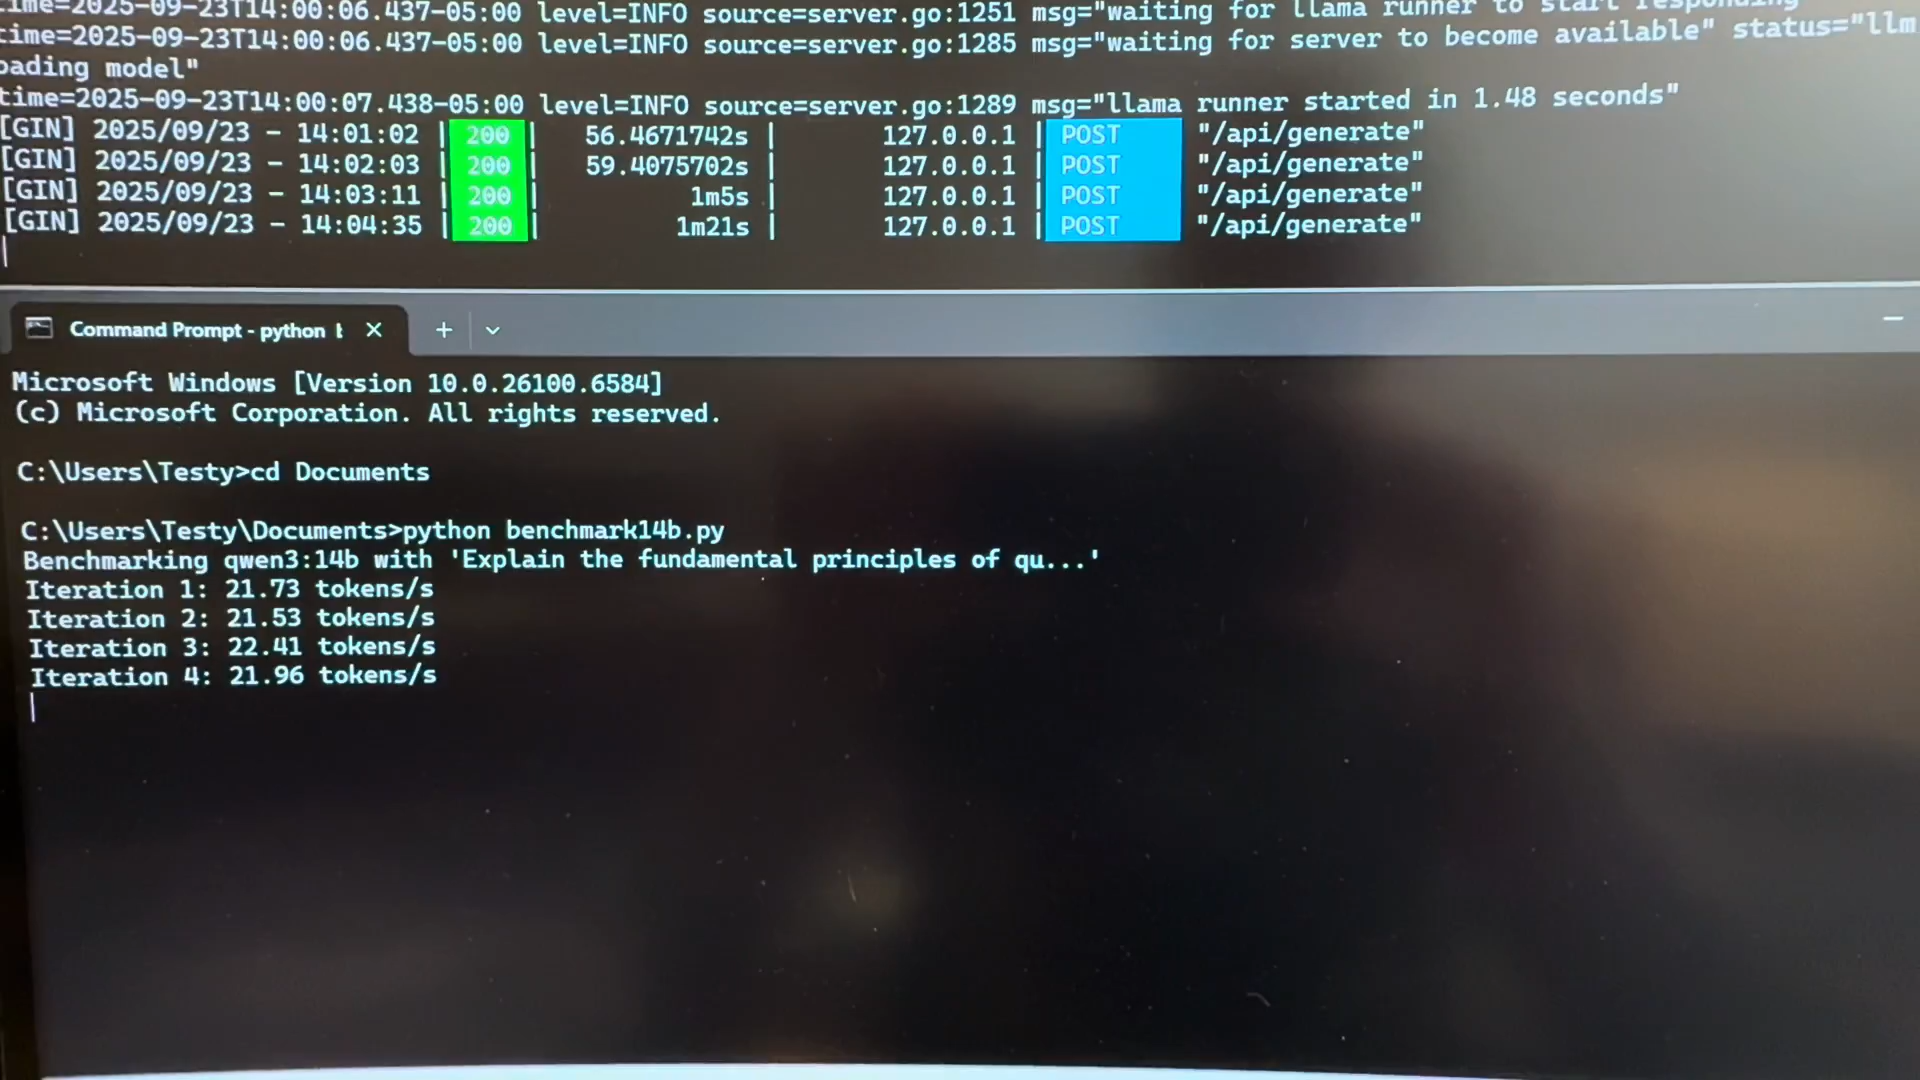 time=2025-09-23T14:00:06.437-05:00 level=INFO source=server.go:1251 msg="waiting for llama runner to start responding
time=2025-09-23T14:00:06.437-05:00 level=INFO source=server.go:1285 msg="waiting for server to become available" status="llm
oading model"
time=2025-09-23T14:00:07.438-05:00 level=INFO source=server.go:1289 msg="llama runner started in 1.48 seconds"
[GIN] 2025/09/23 - 14:01:02 | 200 | 56.4671742s | 127.0.0.1 | POST "/api/generate"
[GIN] 2025/09/23 - 14:02:03 | 200 | 59.4075702s | 127.0.0.1 | POST "/api/generate"
[GIN] 2025/09/23 - 14:03:11 | 200 | 1m5s | 127.0.0.1 | POST "/api/generate"
[GIN] 2025/09/23 - 14:04:35 | 200 | 1m21s | 127.0.0.1 | POST "/api/generate"
Command Prompt - python
Microsoft Windows [Version 10.0.26100.6584]
(c) Microsoft Corporation. All rights reserved.
C:\Users\Testy>cd Documents
C:\Users\Testy\Documents>python benchmark14b.py
Benchmarking qwen3:14b with 'Explain the fundamental principles of qu...'
Iteration 1: 21.73 tokens/s
Iteration 2: 21.53 tokens/s
Iteration 3: 22.41 tokens/s
Iteration 4: 21.96 tokens/s